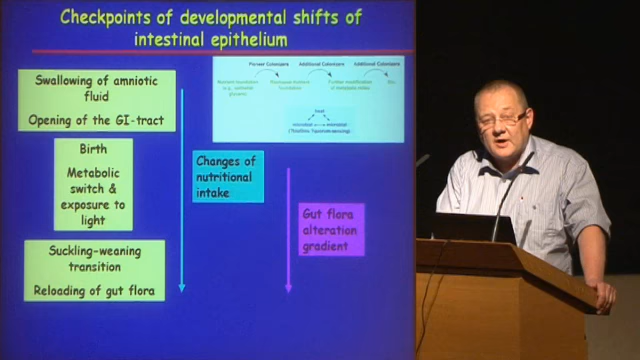 Checkpoints of developmental shifts of
intestinal epithelium
Swallowing of amniotic
fluid
Opening of the GI-tract
Birth
Metabolic
switch &
exposure to
light
Suckling-weaning
transition
Reloading of gut flora
Pioneer Colonizers
Additional Colonizers
Additional Colonizers
Changes of
nutritional
intake
Gut flora
alteration
gradient